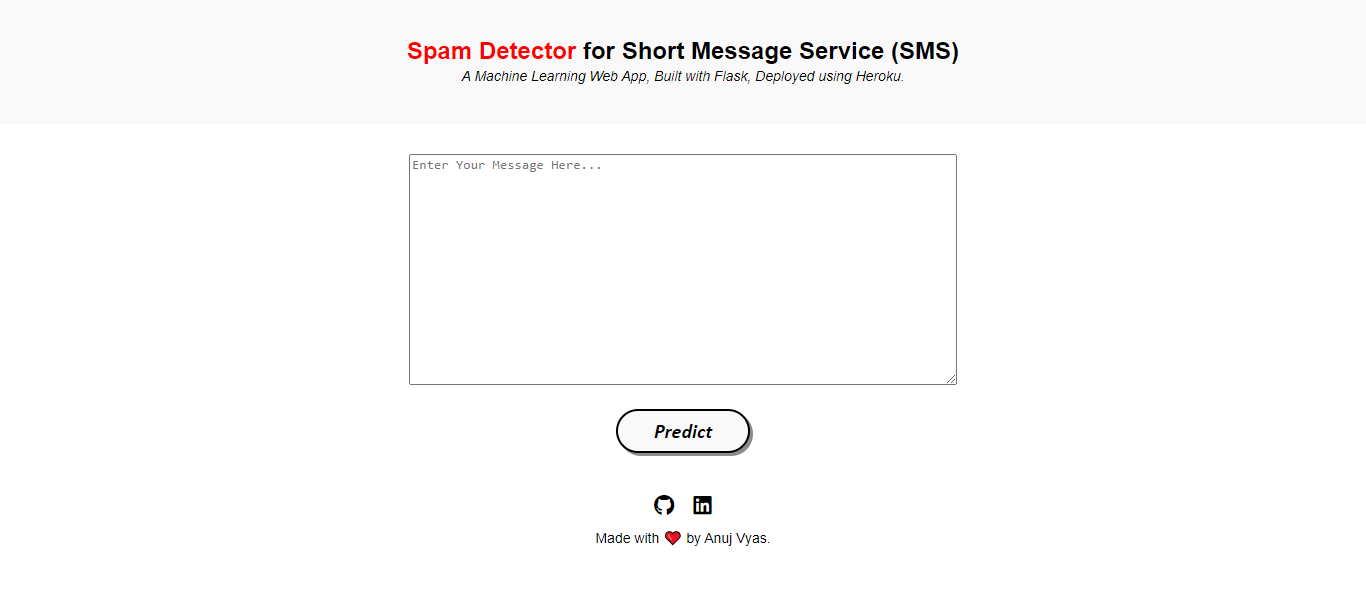 Spam Detector for Short Message Service (SMS)
A Machine Learning Web App, Built with Flask, Deployed using Heroku.
Enter Your Message Here...
Predict
in
Made with ❤ by Anuj Vyas.